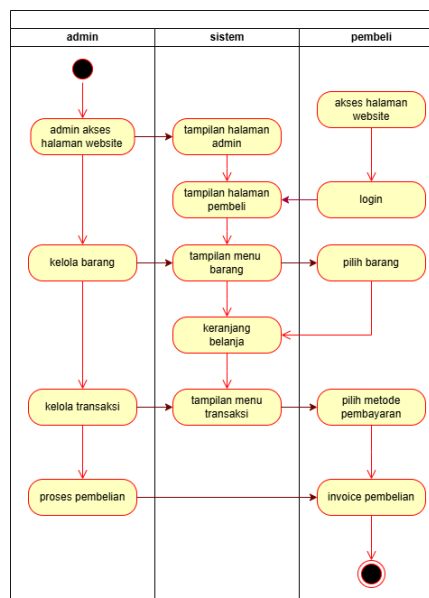 admin
sistem
pembeli
akses halaman
website
admin akses
halaman website
tampilan halaman
admin
tampilan halaman
pembeli
login
kelola barang
tampilan menu
barang
pilih barang
keranjang
belanja
kelola transaksi
tampilan menu
transaksi
pilih metode
pembayaran
proses pembelian
invoice pembelian